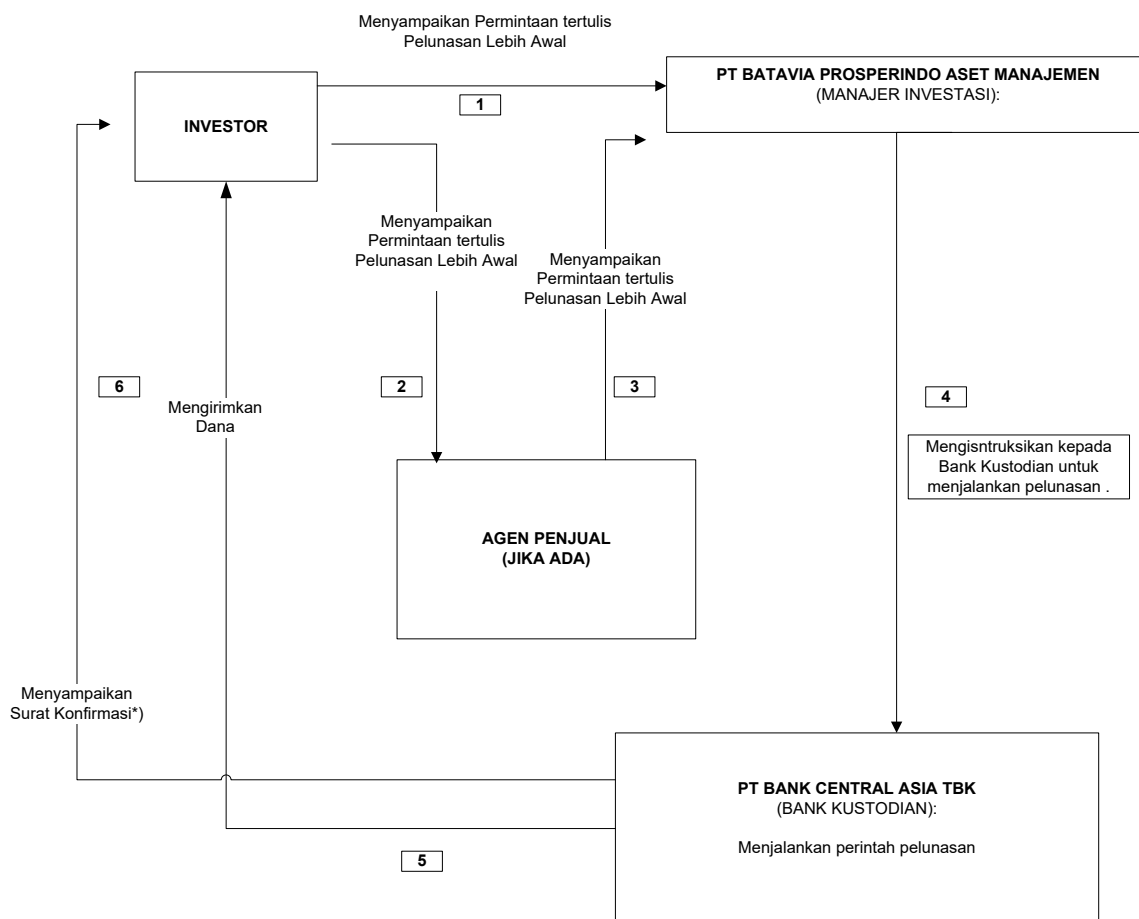 Menyampaikan Permintaan tertulis
Pelunasan Lebih Awal
1
INVESTOR
PT BATAVIA PROSPERINDO ASET MANAJEMEN
(MANAJER INVESTASI):
Menyampaikan
Permintaan tertulis
Pelunasan Lebih Awal
2
Menyampaikan
Permintaan tertulis
Pelunasan Lebih Awal
3
6
Mengirimkan
Dana
4
Mengisntruksikan kepada
Bank Kustodian untuk
menjalankan pelunasan .
AGEN PENJUAL
(JIKA ADA)
Menyampaikan
Surat Konfirmasi*)
PT BANK CENTRAL ASIA TBK
(BANK KUSTODIAN):
Menjalankan perintah pelunasan
5